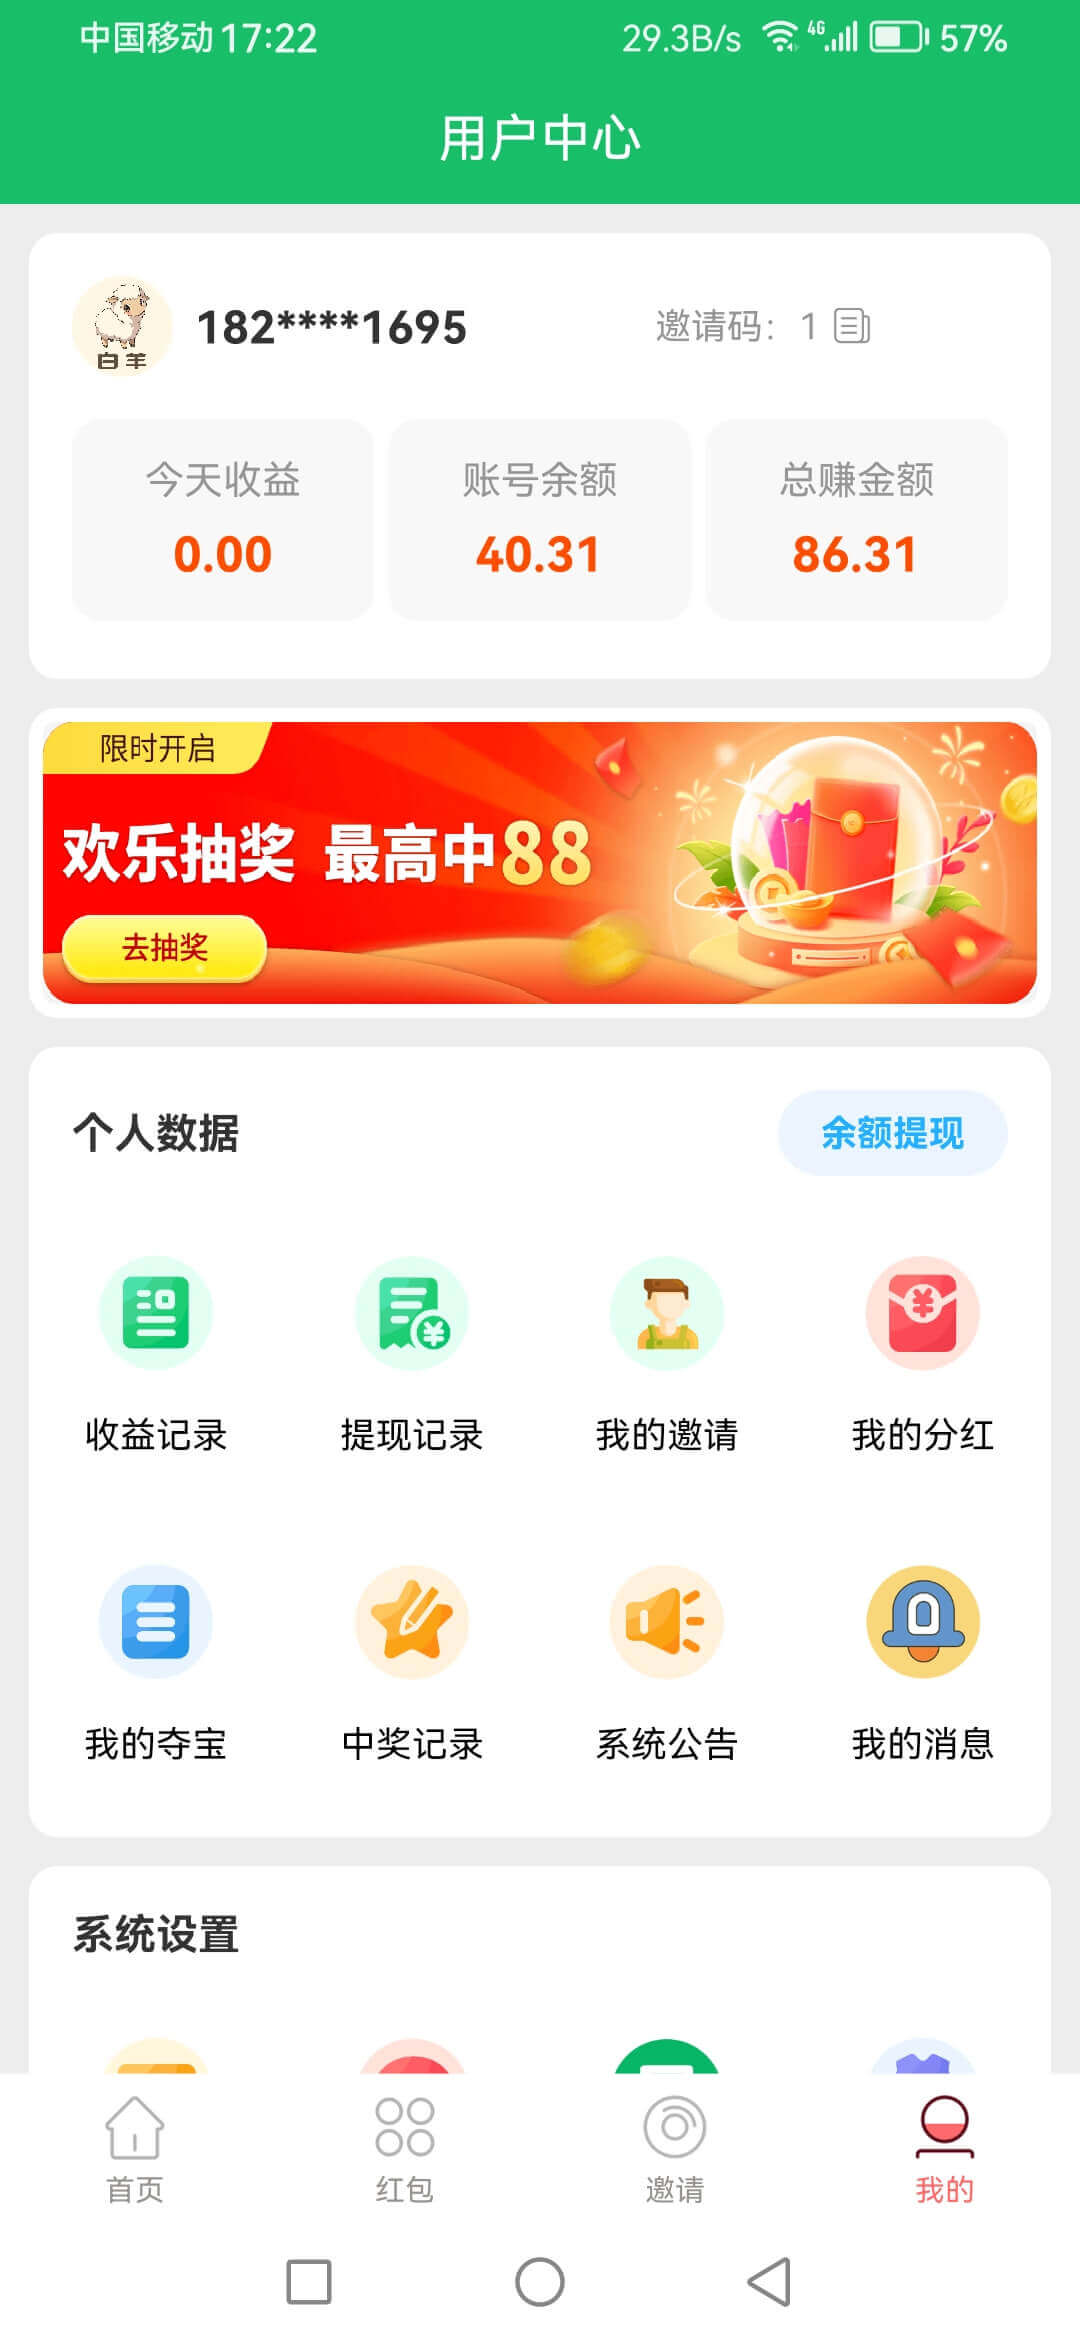 中国移动 17:22 29.3B/s 4G 57%
用户中心
182****1695 邀请码：1
白羊
今天收益 账号余额 总赚金额
0.00 40.31 86.31
限时开启
欢乐抽奖 最高中88
去抽奖
个人数据 余额提现
收益记录 提现记录 我的邀请 我的分红
我的夺宝 中奖记录 系统公告 我的消息
系统设置
首页 红包 邀请 我的